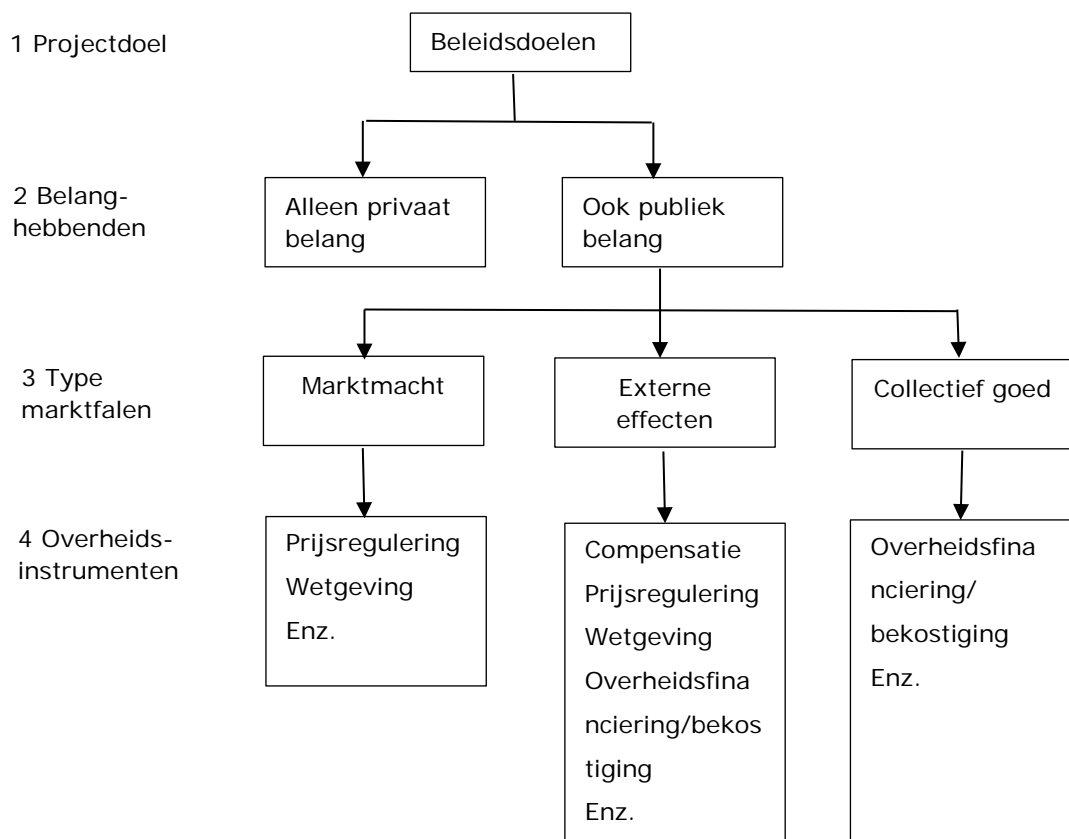 1 Projectdoel
Beleidsdoelen
2 Belang-
hebbenden
Alleen privaat
belang
Ook publiek
belang
3 Type
marktfalen
Marktmacht
Externe
effecten
Collectief goed
4 Overheids-
instrumenten
Prijsregulering
Wetgeving
Enz.
Compensatie
Prijsregulering
Wetgeving
Overheidsfina
nciering/bekos
tiging
Enz.
Overheidsfina
nciering/
bekostiging
Enz.